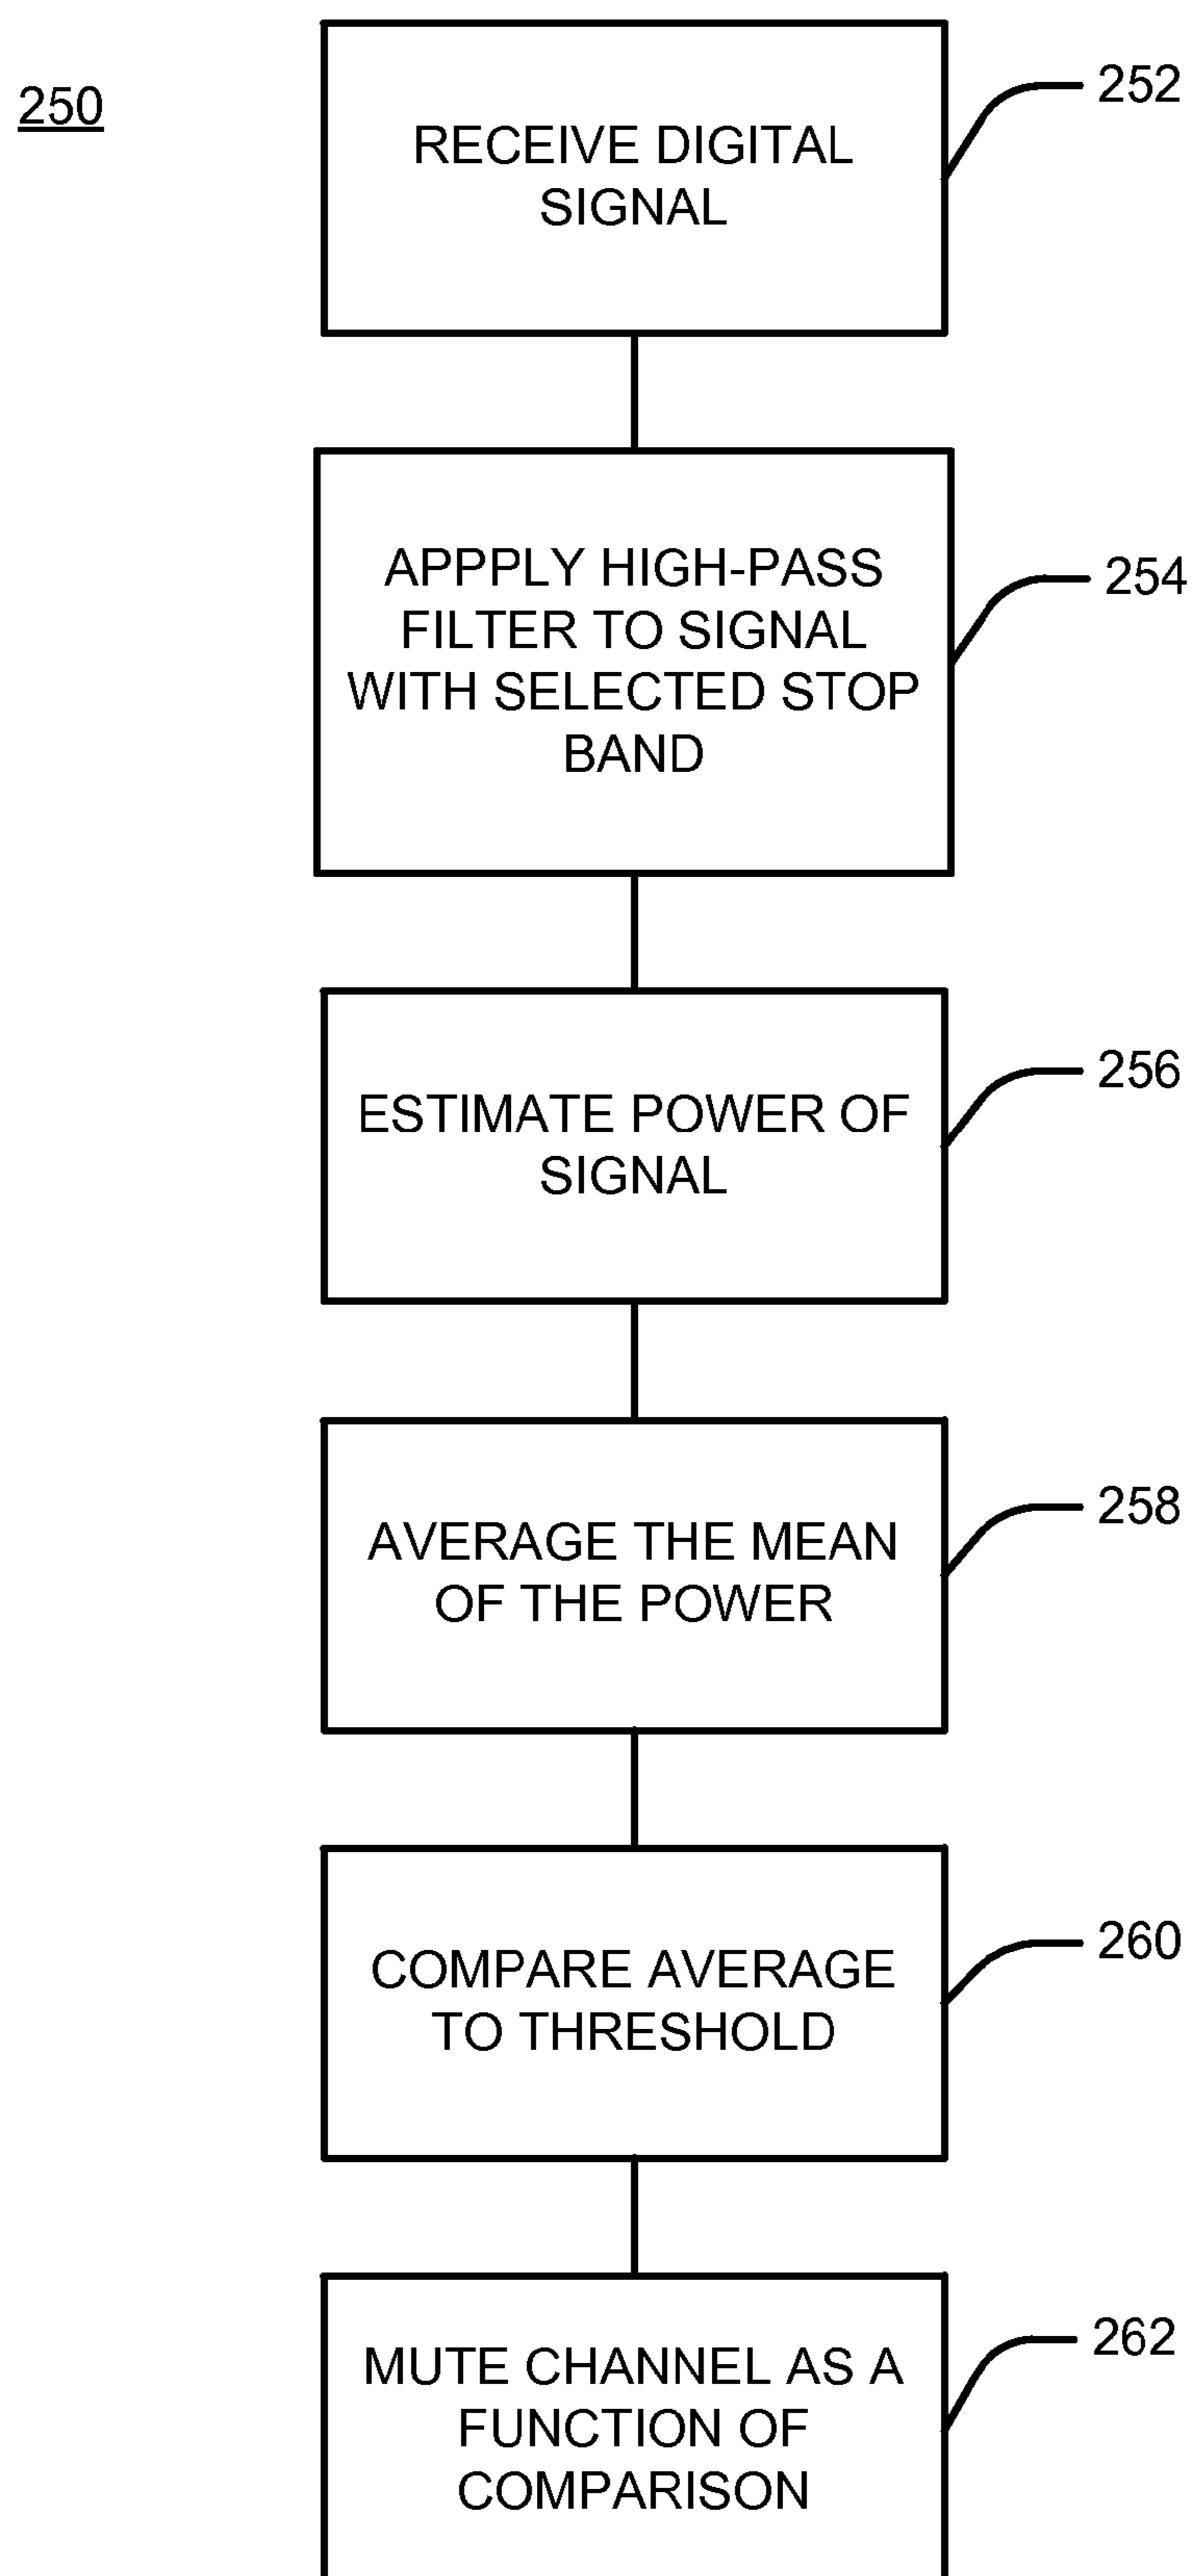 250
252
RECEIVE DIGITAL
SIGNAL
APPPLY HIGH-PASS
FILTER TO SIGNAL
WITH SELECTED STOP
BAND
254
256
ESTIMATE POWER OF
SIGNAL
258
AVERAGE THE MEAN
OF THE POWER
260
COMPARE AVERAGE
TO THRESHOLD
262
MUTE CHANNEL AS A
FUNCTION OF
COMPARISON